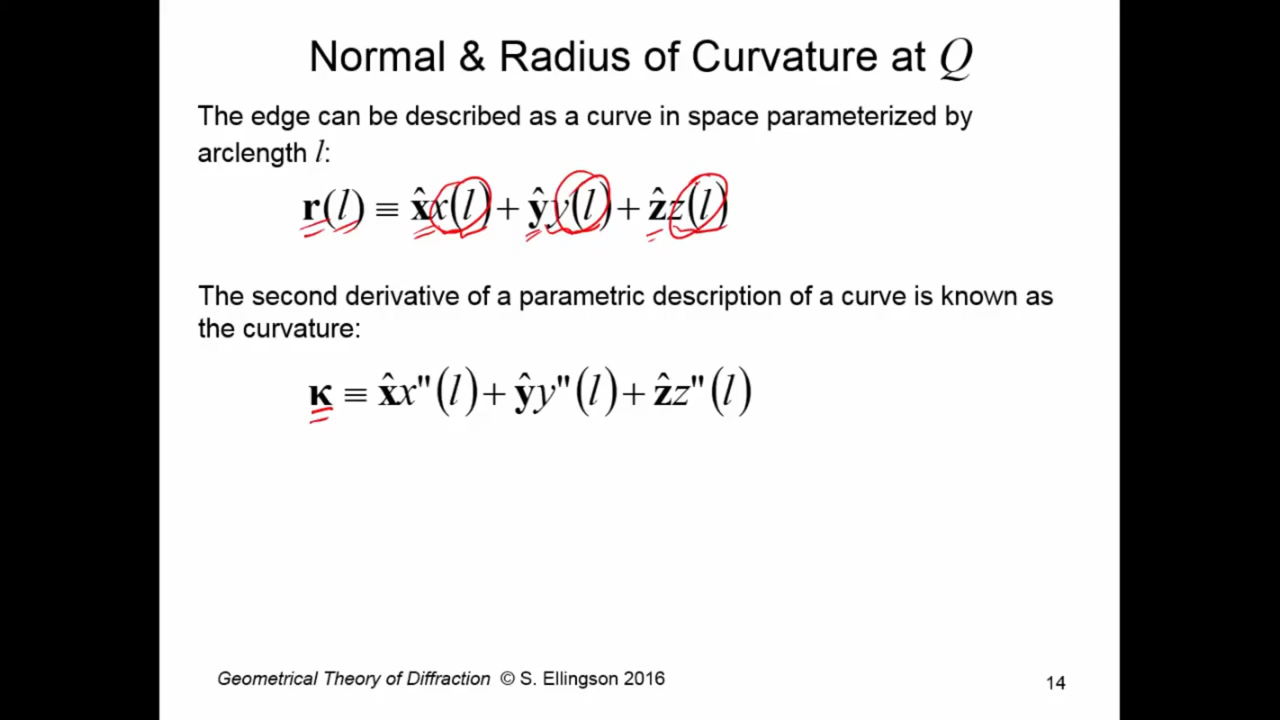 Normal & Radius of Curvature at Q
The edge can be described as a curve in space parameterized by
arclength l:
r(l) ≡ x̂x(l) + ŷy(l) + ẑz(l)
The second derivative of a parametric description of a curve is known as
the curvature:
κ ≡ x̂x"(l) + ŷy"(l) + ẑz"(l)
Geometrical Theory of Diffraction © S. Ellingson 2016
14